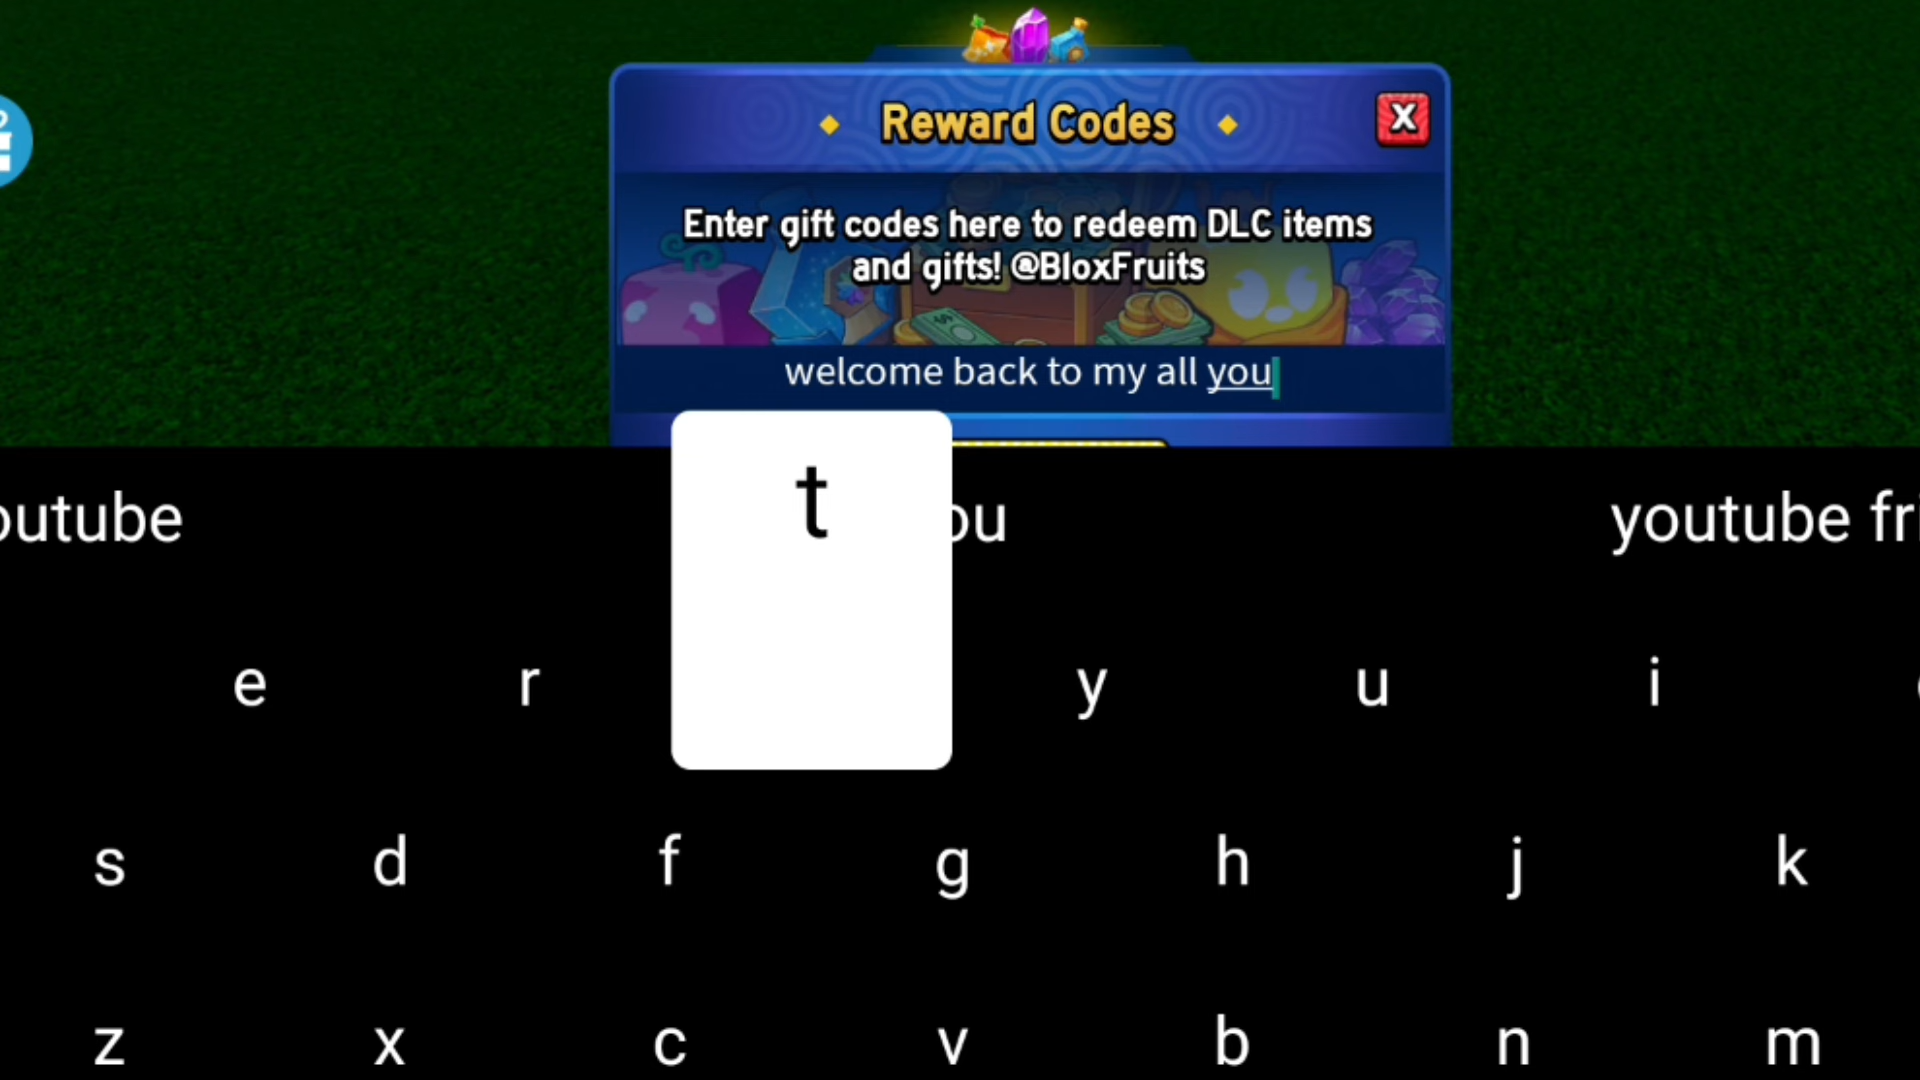 Reward Codes
X
Enter gift codes here to redeem DLC items
and gifts! @BloxFruits
welcome back to my all you
t
outube
ou
youtube fri
e r y u i
s d f g h j k
z x c v b n m